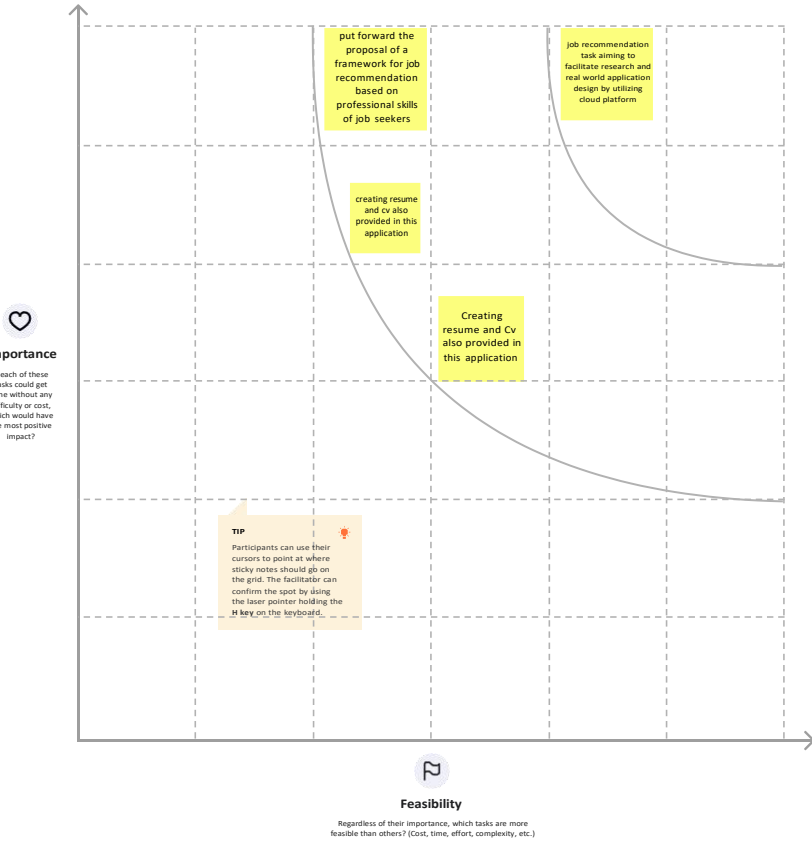 put forward the
proposal of a
framework for job
recommendation
based on
professional skills
of job seekers
job recommendation
task aiming to
facilitate research and
real world application
design by utilizing
cloud platform
creating resume
and cv also
provided in this
application
Creating
resume and Cv
also provided in
this application
portance
each of these
sks could get
ne without any
ficulty or cost,
ich would have
e most positive
impact?
TIP
Participants can use their
cursors to point at where
sticky notes should go on
the grid. The facilitator can
confirm the spot by using
the laser pointer holding the
H key on the keyboard.
Feasibility
Regardless of their importance, which tasks are more
feasible than others? (Cost, time, effort, complexity, etc.)